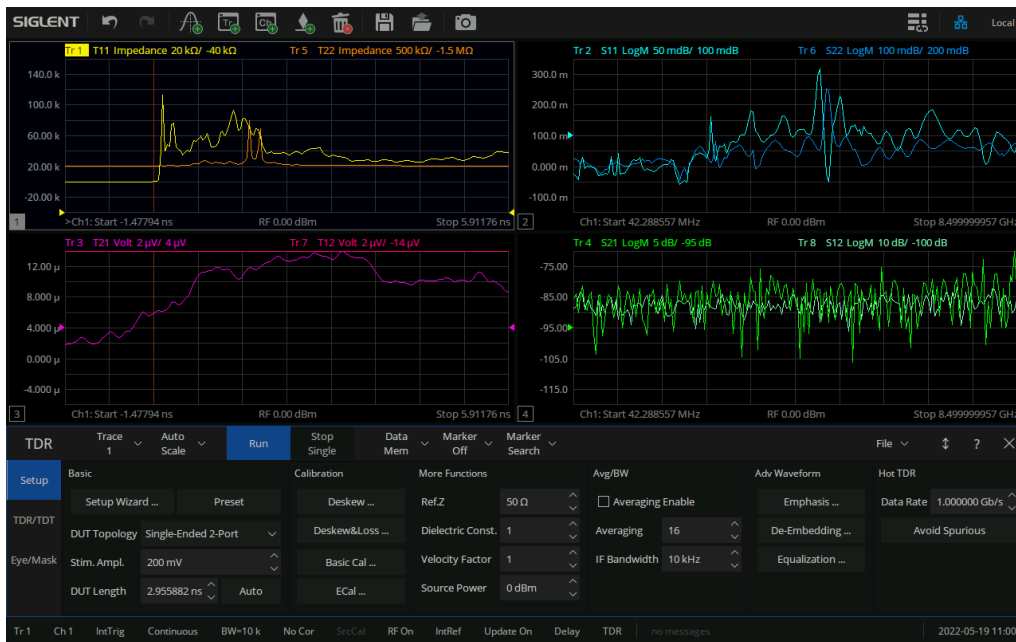 SIGLENT Tr Ch Local
Tr 1 T11 Impedance 20 kΩ/ -40 kΩ Tr 5 T22 Impedance 500 kΩ/ -1.5 MΩ
140.0 k
100.0 k
60.00 k
20.00 k
-20.00 k
1 >Ch1: Start -1.47794 ns RF 0.00 dBm Stop 5.91176 ns
Tr 2 S11 LogM 50 mdB/ 100 mdB Tr 6 S22 LogM 100 mdB/ 200 mdB
300.0 m
200.0 m
100.0 m
0.000 m
-100.0 m
2 Ch1: Start 42.288557 MHz RF 0.00 dBm Stop 8.499999957 GHz
Tr 3 T21 Volt 2 µV/ 4 µV Tr 7 T12 Volt 2 µV/ -14 µV
12.00 µ
8.000 µ
4.000 µ
0.000 µ
-4.000 µ
3 Ch1: Start -1.47794 ns RF 0.00 dBm Stop 5.91176 ns
Tr 4 S21 LogM 5 dB/ -95 dB Tr 8 S12 LogM 10 dB/ -100 dB
-75.00
-85.00
-95.00
-105.0
-115.0
4 Ch1: Start 42.288557 MHz RF 0.00 dBm Stop 8.499999957 GHz
TDR Trace 1 Auto Scale Run Stop Single Data Mem Marker Off Marker Search File ?
Setup
TDR/TDT
Eye/Mask
Basic
Setup Wizard ... Preset
DUT Topology Single-Ended 2-Port
Stim. Ampl. 200 mV
DUT Length 2.955882 ns Auto
Calibration
Deskew ...
Deskew&Loss ...
Basic Cal ...
ECal ...
More Functions
Ref.Z 50 Ω
Dielectric Const. 1
Velocity Factor 1
Source Power 0 dBm
Avg/BW
Averaging Enable
Averaging 16
IF Bandwidth 10 kHz
Adv Waveform
Emphasis ...
De-Embedding ...
Equalization ...
Hot TDR
Data Rate 1.000000 Gb/s
Avoid Spurious
Tr 1 Ch 1 IntTrig Continuous BW=10 k No Cor SrcCal RF On IntRef Update On Delay TDR no messages 2022-05-19 11:00